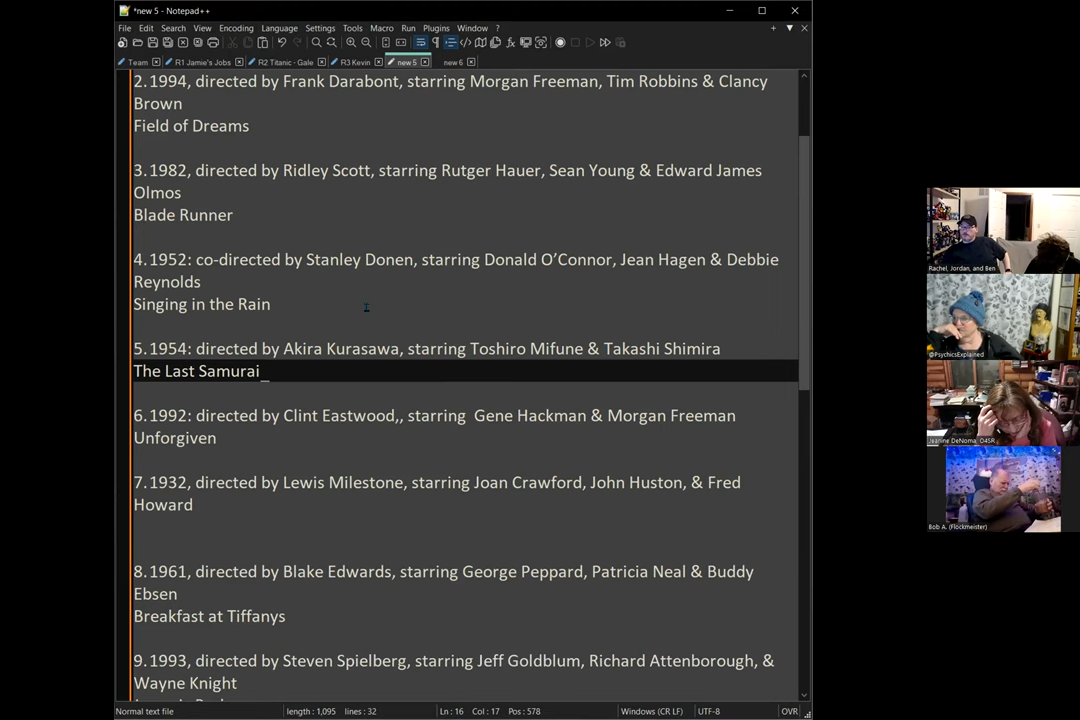 *new 5 - Notepad++
File Edit Search View Encoding Language Settings Tools Macro Run Plugins Window ?
Team R1 Jamie's Jobs R2 Titanic - Gale R3 Kevin new 5 new 6
2.1994, directed by Frank Darabont, starring Morgan Freeman, Tim Robbins & Clancy
Brown
Field of Dreams
3.1982, directed by Ridley Scott, starring Rutger Hauer, Sean Young & Edward James
Olmos
Blade Runner
4.1952: co-directed by Stanley Donen, starring Donald O'Connor, Jean Hagen & Debbie
Reynolds
Singing in the Rain
5.1954: directed by Akira Kurasawa, starring Toshiro Mifune & Takashi Shimira
The Last Samurai
6.1992: directed by Clint Eastwood,, starring  Gene Hackman & Morgan Freeman
Unforgiven
7.1932, directed by Lewis Milestone, starring Joan Crawford, John Huston, & Fred
Howard
8.1961, directed by Blake Edwards, starring George Peppard, Patricia Neal & Buddy
Ebsen
Breakfast at Tiffanys
9.1993, directed by Steven Spielberg, starring Jeff Goldblum, Richard Attenborough, &
Wayne Knight
Normal text file length : 1,095 lines : 32 Ln : 16 Col : 17 Pos : 578 Windows (CR LF) UTF-8 OVR
Rachel, Jordan, and Ben
@PsychicsExplained
Jeanine DeNoma, O4SR
Bob A. (Flockmeister)